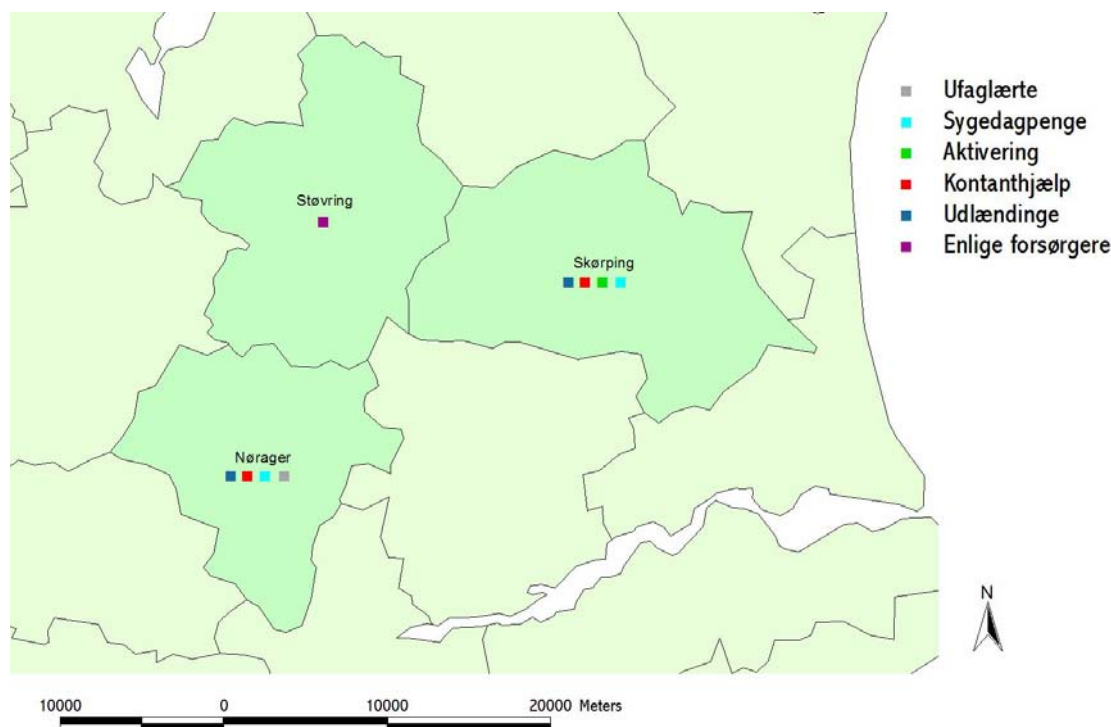 Ufaglærte
Sygedagpenge
Aktivering
Kontanthjælp
Udlændinge
Enlige forsørgere
Støvring
Skørping
Nørager
N
10000 0 10000 20000 Meters